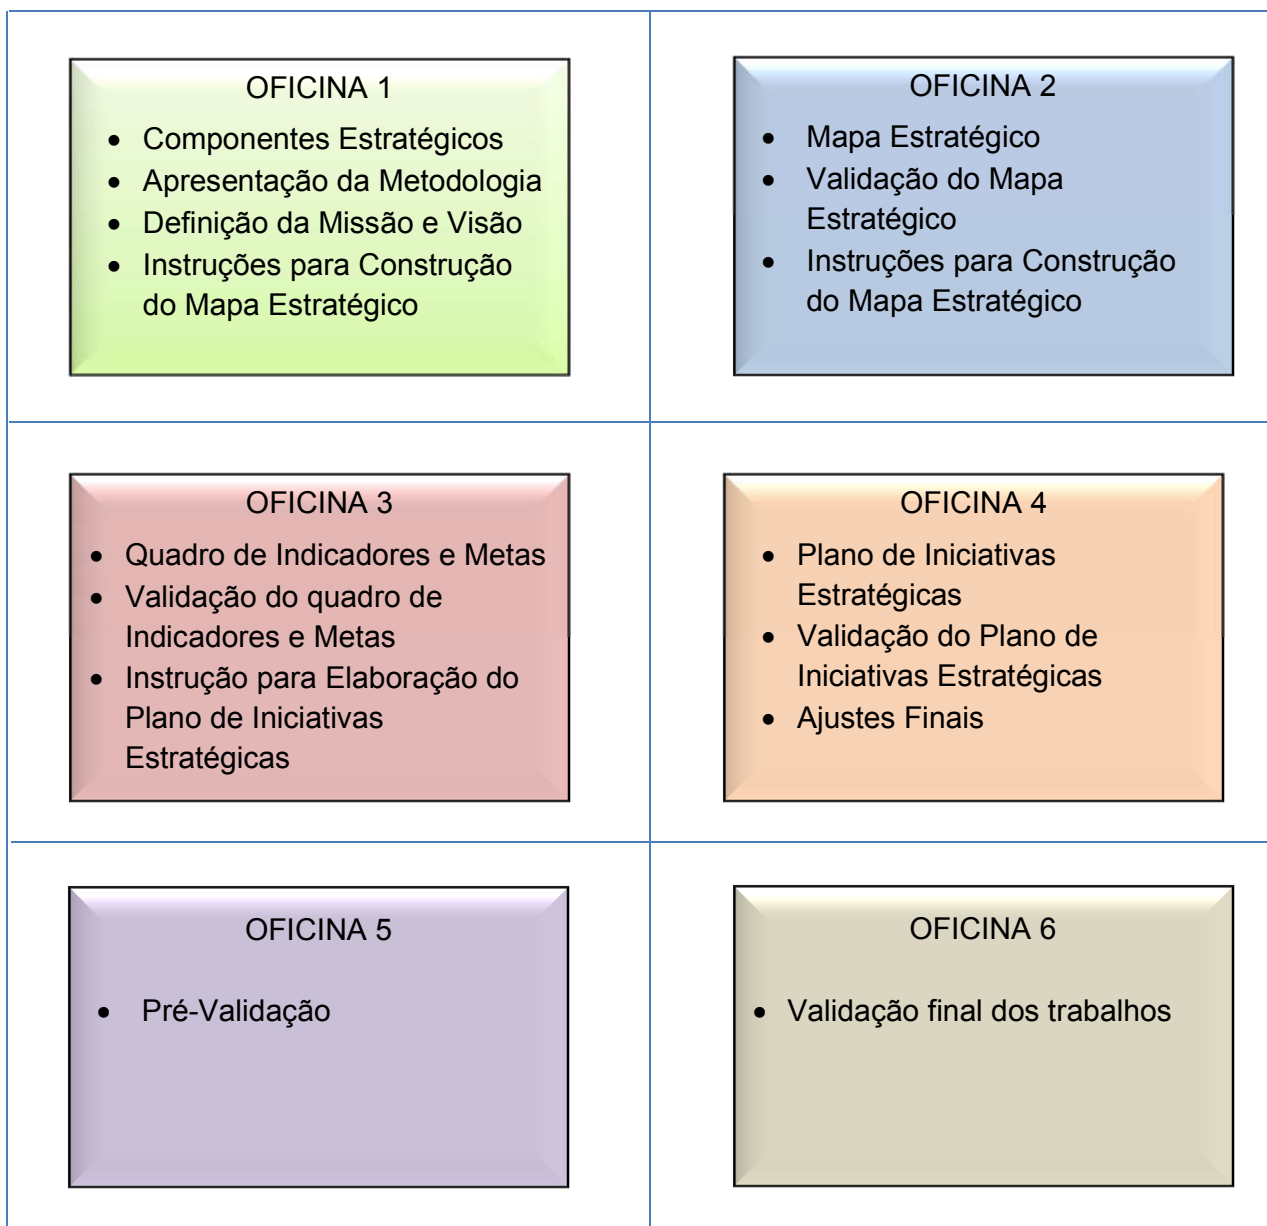 OFICINA 1
• Componentes Estratégicos
• Apresentação da Metodologia
• Definição da Missão e Visão
• Instruções para Construção
do Mapa Estratégico
OFICINA 2
• Mapa Estratégico
• Validação do Mapa
Estratégico
• Instruções para Construção
do Mapa Estratégico
OFICINA 3
• Quadro de Indicadores e Metas
• Validação do quadro de
Indicadores e Metas
• Instrução para Elaboração do
Plano de Iniciativas
Estratégicas
OFICINA 4
• Plano de Iniciativas
Estratégicas
• Validação do Plano de
Iniciativas Estratégicas
• Ajustes Finais
OFICINA 5
• Pré-Validação
OFICINA 6
• Validação final dos trabalhos